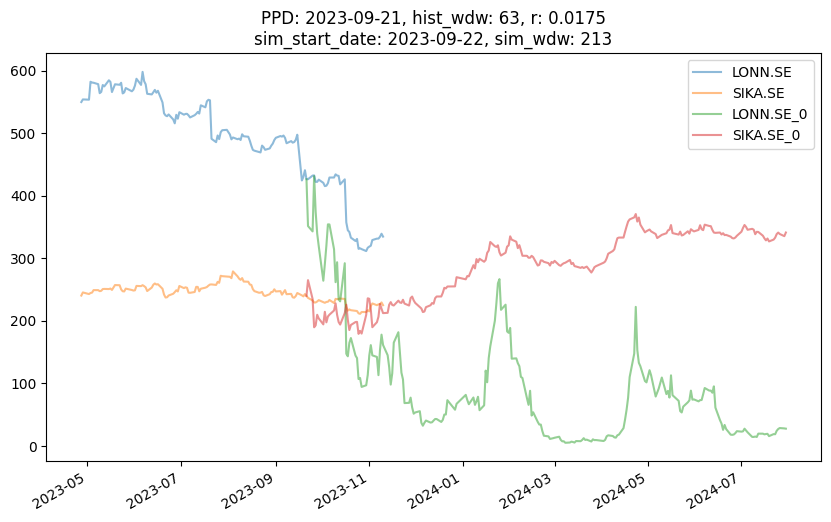 PPD: 2023-09-21, hist_wdw: 63, r: 0.0175
sim_start_date: 2023-09-22, sim_wdw: 213
LONN.SE
SIKA.SE
LONN.SE_0
SIKA.SE_0
600
500
400
300
200
100
0
2023-05
2023-07
2023-09
2023-11
2024-01
2024-03
2024-05
2024-07